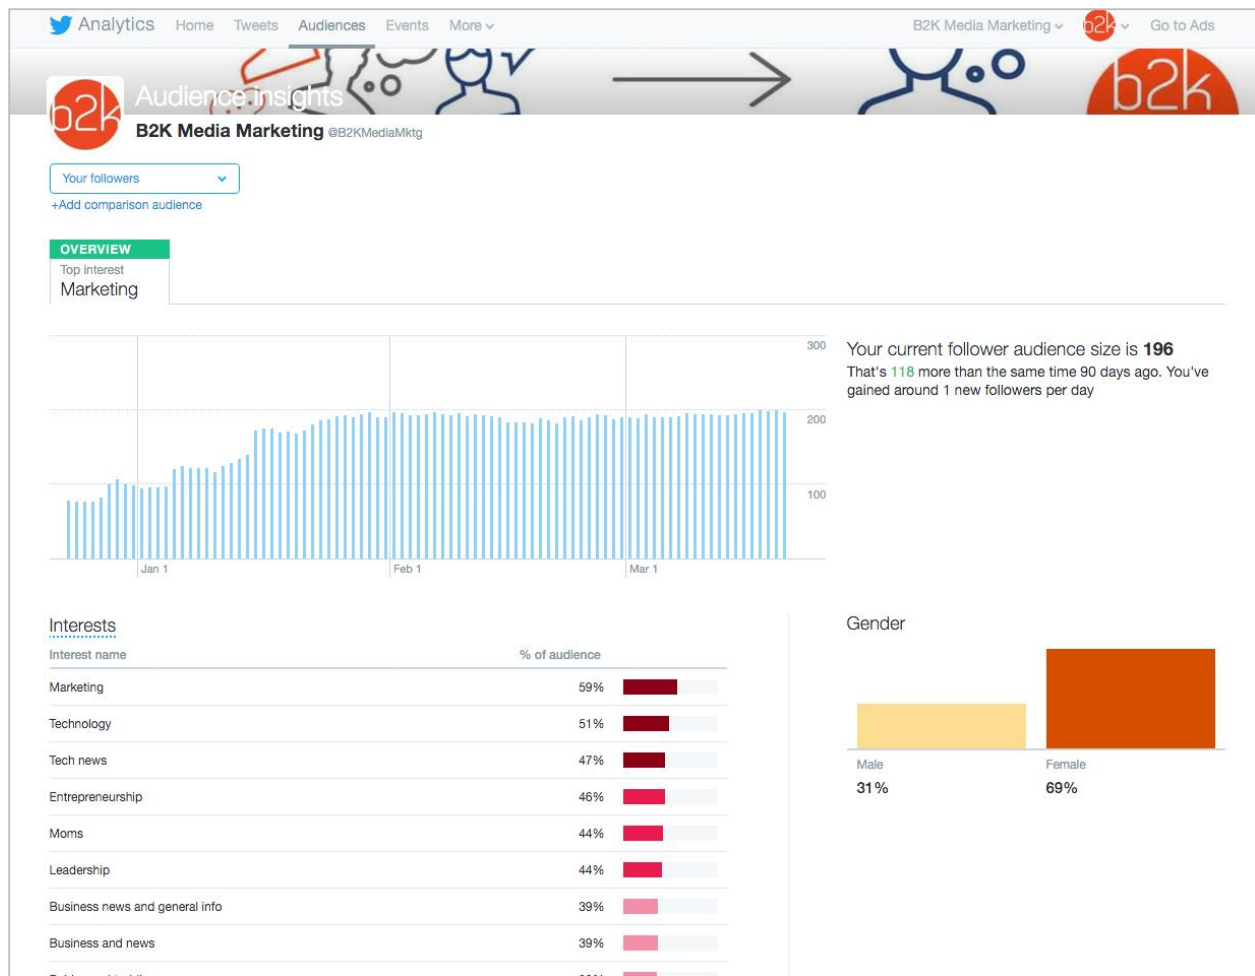 Analytics Home Tweets Audiences Events More B2K Media Marketing b2k Go to Ads
b2k
Audience insights
b2k
B2K Media Marketing @B2KMediaMktg
Your followers
+Add comparison audience
OVERVIEW
Top interest
Marketing
300
200
100
Jan 1 Feb 1 Mar 1
Your current follower audience size is 196
That's 118 more than the same time 90 days ago. You've
gained around 1 new followers per day
Interests
Interest name % of audience
Marketing 59%
Technology 51%
Tech news 47%
Entrepreneurship 46%
Moms 44%
Leadership 44%
Business news and general info 39%
Business and news 39%
Gender
Male Female
31% 69%